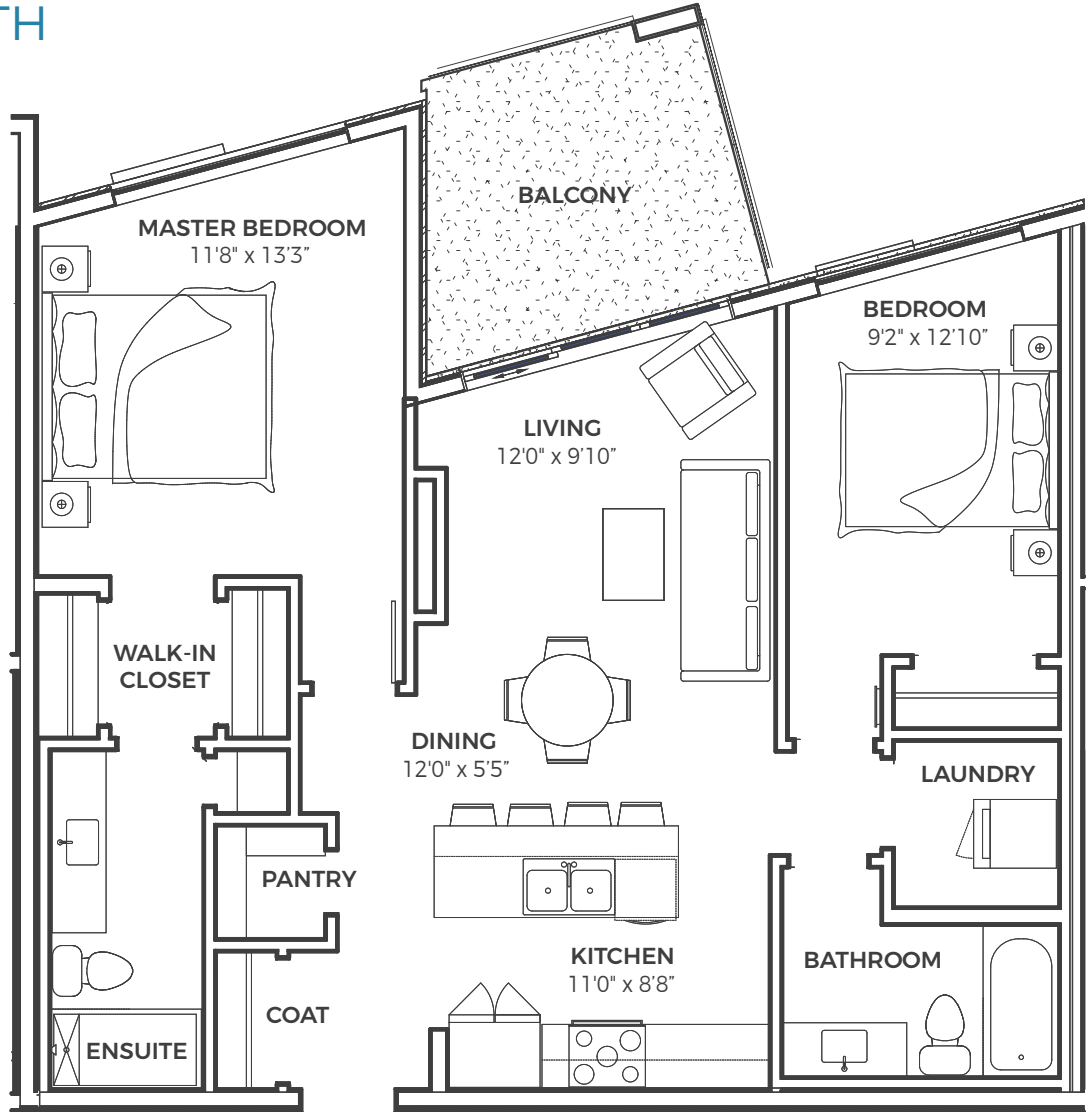 TH
BALCONY
MASTER BEDROOM
11'8" x 13'3”
BEDROOM
9'2" x 12'10”
LIVING
12'0" x 9'10”
WALK-IN
CLOSET
DINING
12'0" x 5'5”
LAUNDRY
PANTRY
KITCHEN
11'0" x 8'8”
BATHROOM
COAT
ENSUITE